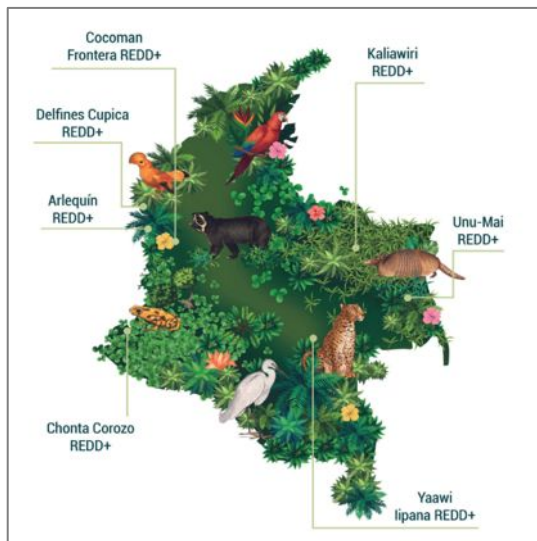 Cocoman
Frontera REDD+
Kaliawiri
REDD+
Delfines Cupica
REDD+
Arlequín
REDD+
Unu-Mai
REDD+
Chonta Corozo
REDD+
Yaawi
Iipana REDD+